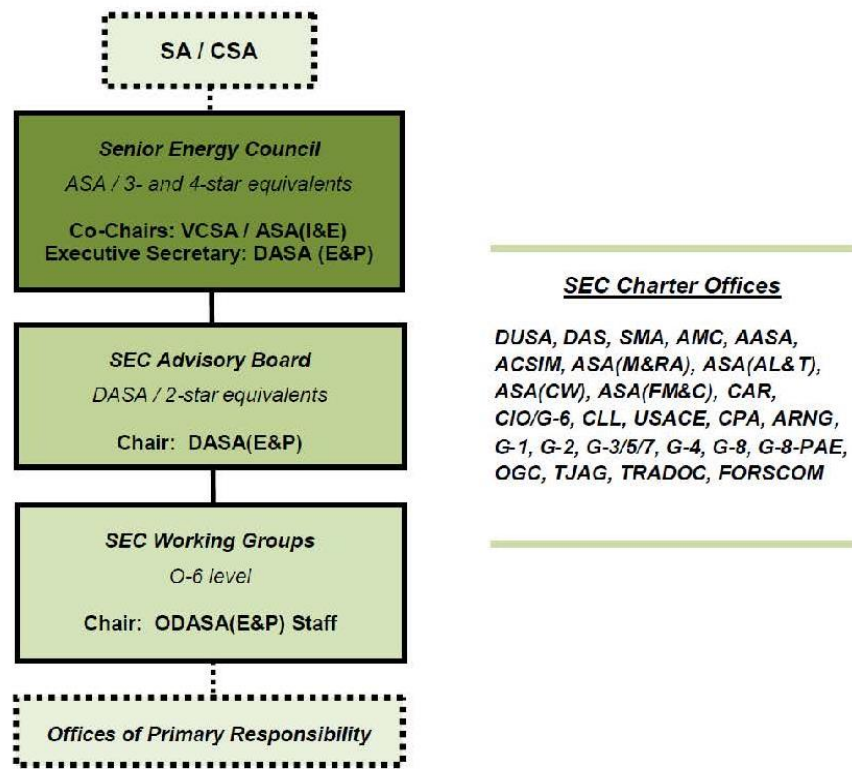 SA / CSA
Senior Energy Council
ASA / 3- and 4-star equivalents
Co-Chairs: VCSA / ASA(I&E)
Executive Secretary: DASA (E&P)
SEC Advisory Board
DASA / 2-star equivalents
Chair: DASA(E&P)
SEC Working Groups
O-6 level
Chair: ODASA(E&P) Staff
Offices of Primary Responsibility
SEC Charter Offices
DUSA, DAS, SMA, AMC, AASA,
ACSIM, ASA(M&RA), ASA(AL&T),
ASA(CW), ASA(FM&C), CAR,
CIO/G-6, CLL, USACE, CPA, ARNG,
G-1, G-2, G-3/5/7, G-4, G-8, G-8-PAE,
OGC, TJAG, TRADOC, FORSCOM